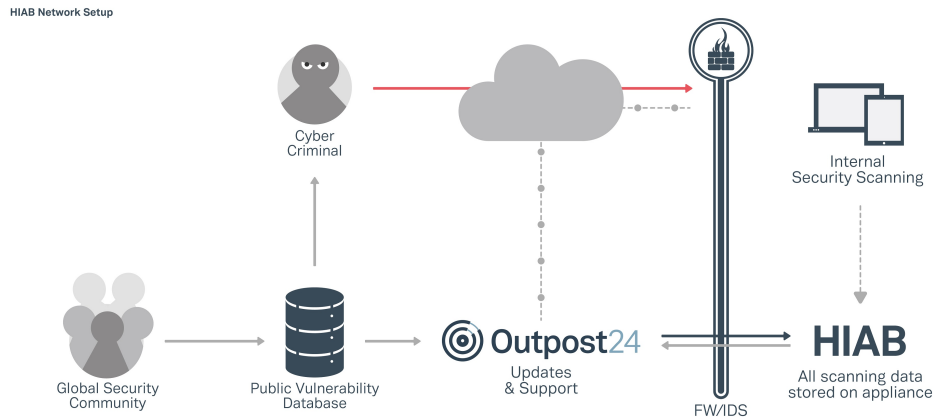 HIAB Network Setup
Cyber
Criminal
Internal
Security Scanning
Global Security
Community
Public Vulnerability
Database
Outpost24
Updates
& Support
HIAB
All scanning data
stored on appliance
FW/IDS